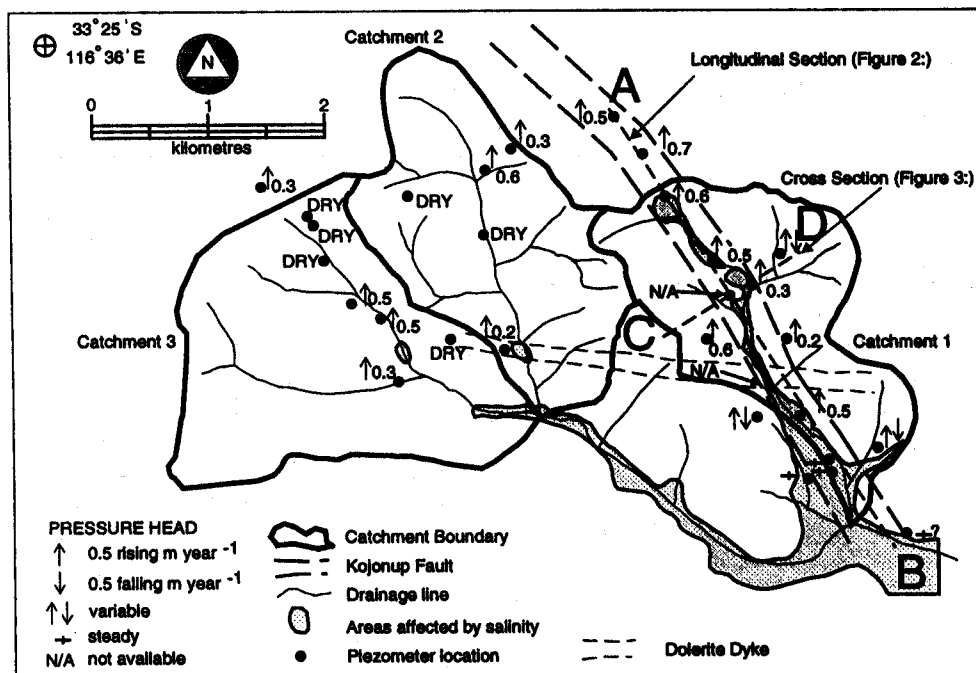 33°25'S
116°36'E
N
0 1 2
kilometres
Catchment 2
A
Longitudinal Section (Figure 2:)
↑0.5
↑0.7
↑0.3
↑0.6
↑0.3
DRY
DRY
DRY
DRY
DRY
↑0.6
Cross Section (Figure 3:)
D
↑↓
↑0.5
↑0.3
N/A
↑0.5
↑0.5
Catchment 3
↑0.2
DRY
C
↑0.6
↑0.2
Catchment 1
N/A
↑0.3
↑0.5
↑↓
↑↓
?
B
PRESSURE HEAD
↑ 0.5 rising m year -1
↓ 0.5 falling m year -1
↑↓ variable
steady
N/A not available
Catchment Boundary
Kojonup Fault
Drainage line
Areas affected by salinity
Piezometer location
Dolerite Dyke